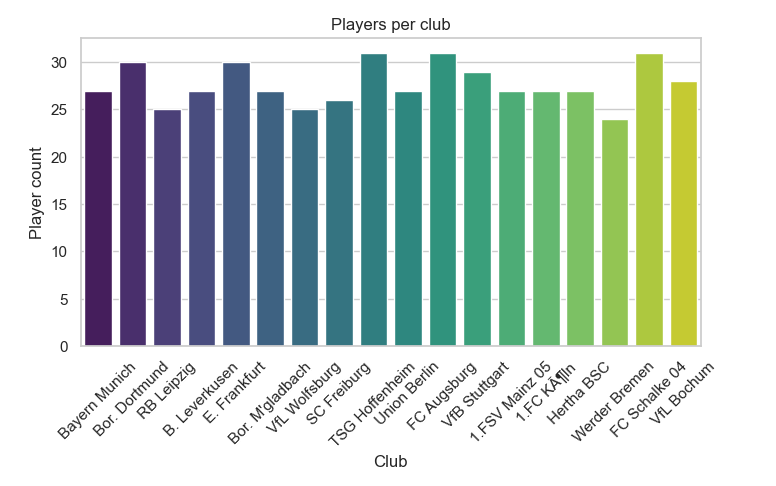 Players per club
Player count
30
25
20
15
10
5
0
Bayern Munich
Bor. Dortmund
RB Leipzig
B. Leverkusen
E. Frankfurt
Bor. M'gladbach
VfL Wolfsburg
SC Freiburg
TSG Hoffenheim
Union Berlin
FC Augsburg
VfB Stuttgart
1.FSV Mainz 05
1.FC KÃ¶ln
Hertha BSC
Werder Bremen
FC Schalke 04
VfL Bochum
Club